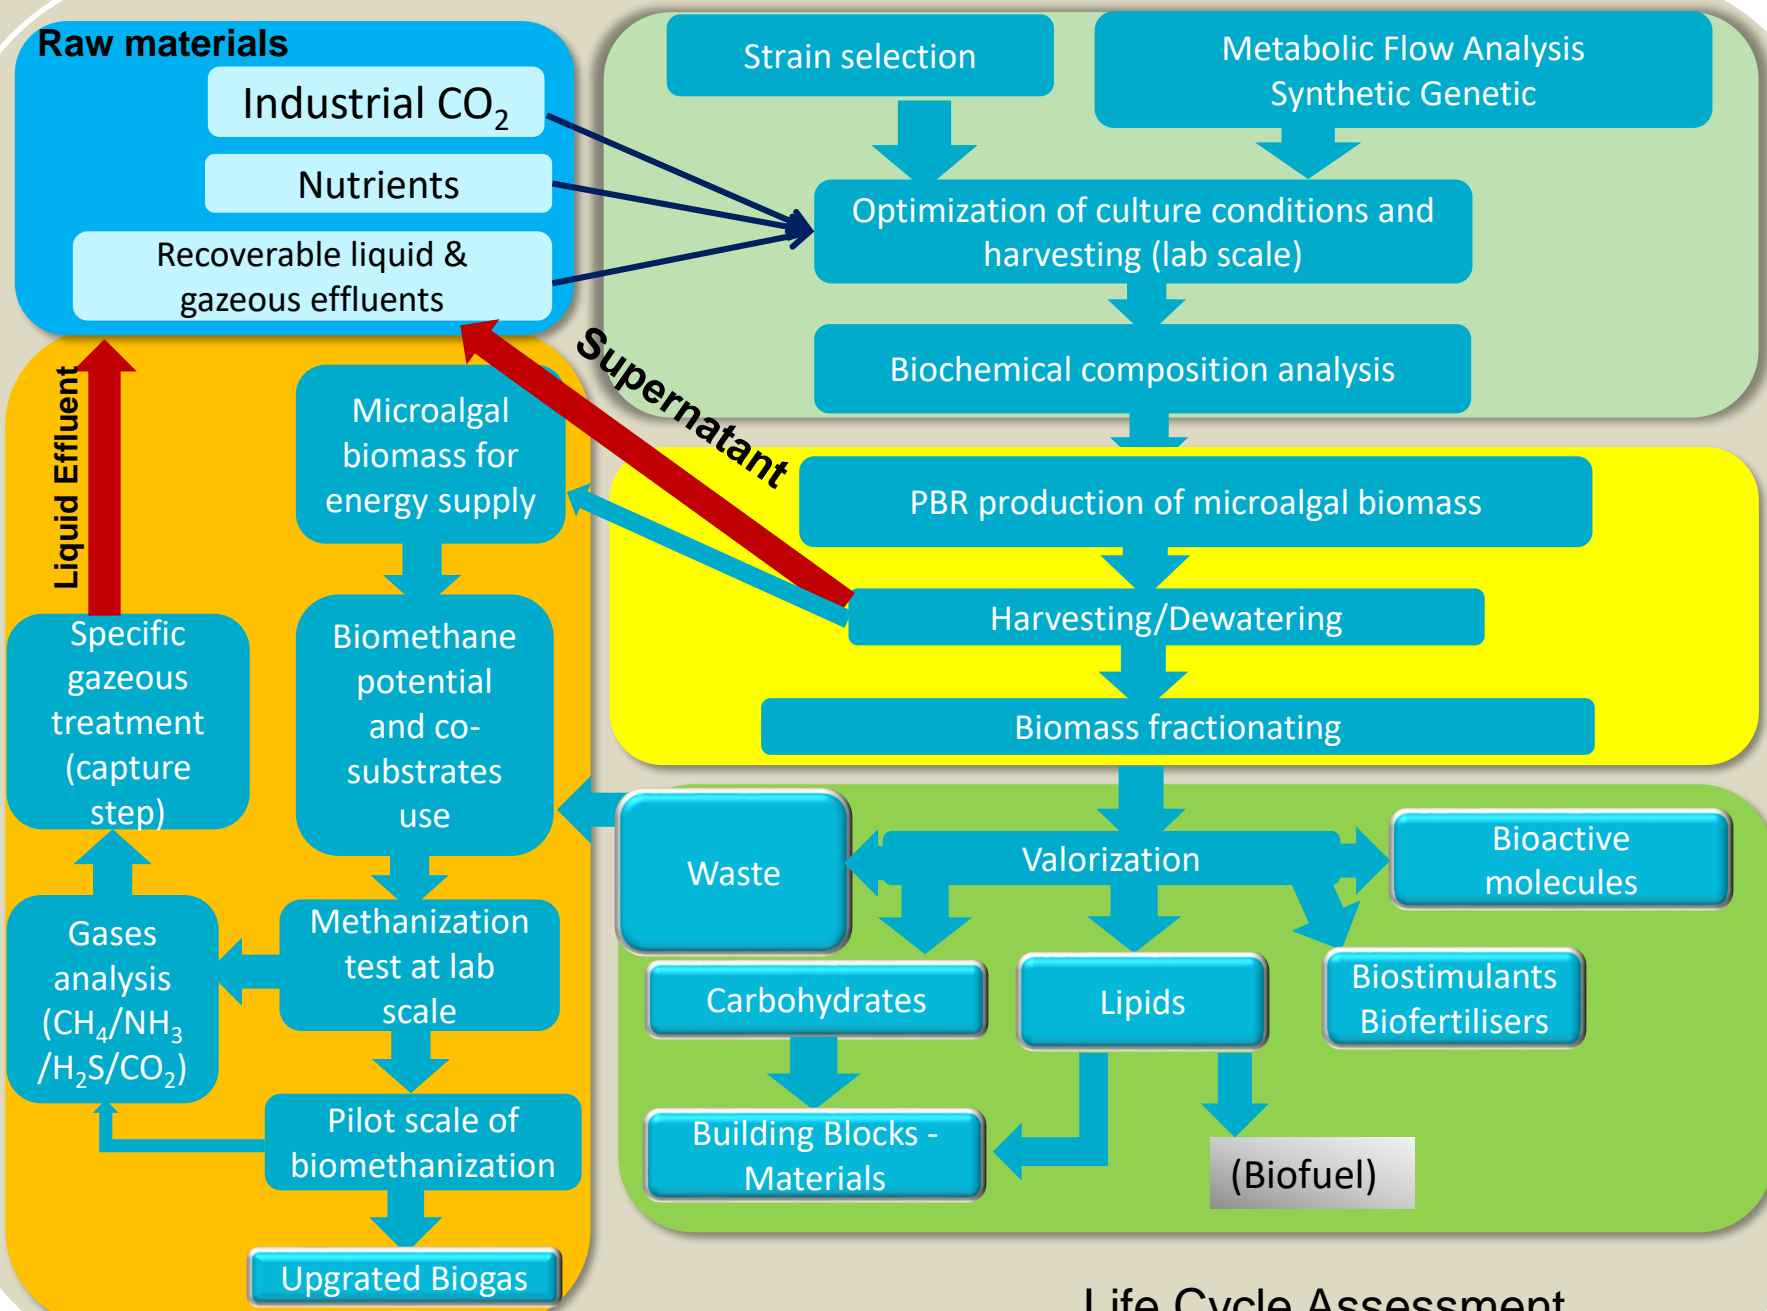 Raw materials
Industrial CO₂
Nutrients
Recoverable liquid &
gazeous effluents
Strain selection
Metabolic Flow Analysis
Synthetic Genetic
Optimization of culture conditions and
harvesting (lab scale)
Biochemical composition analysis
Supernatant
Liquid Effluent
Microalgal
biomass for
energy supply
PBR production of microalgal biomass
Harvesting/Dewatering
Biomass fractionating
Specific
gazeous
treatment
(capture
step)
Biomethane
potential
and co-
substrates
use
Waste
Valorization
Bioactive
molecules
Gases
analysis
(CH₄/NH₃
/H₂S/CO₂)
Methanization
test at lab
scale
Carbohydrates
Lipids
Biostimulants
Biofertilisers
Pilot scale of
biomethanization
Building Blocks -
Materials
(Biofuel)
Upgrated Biogas
Life Cycle Assessment